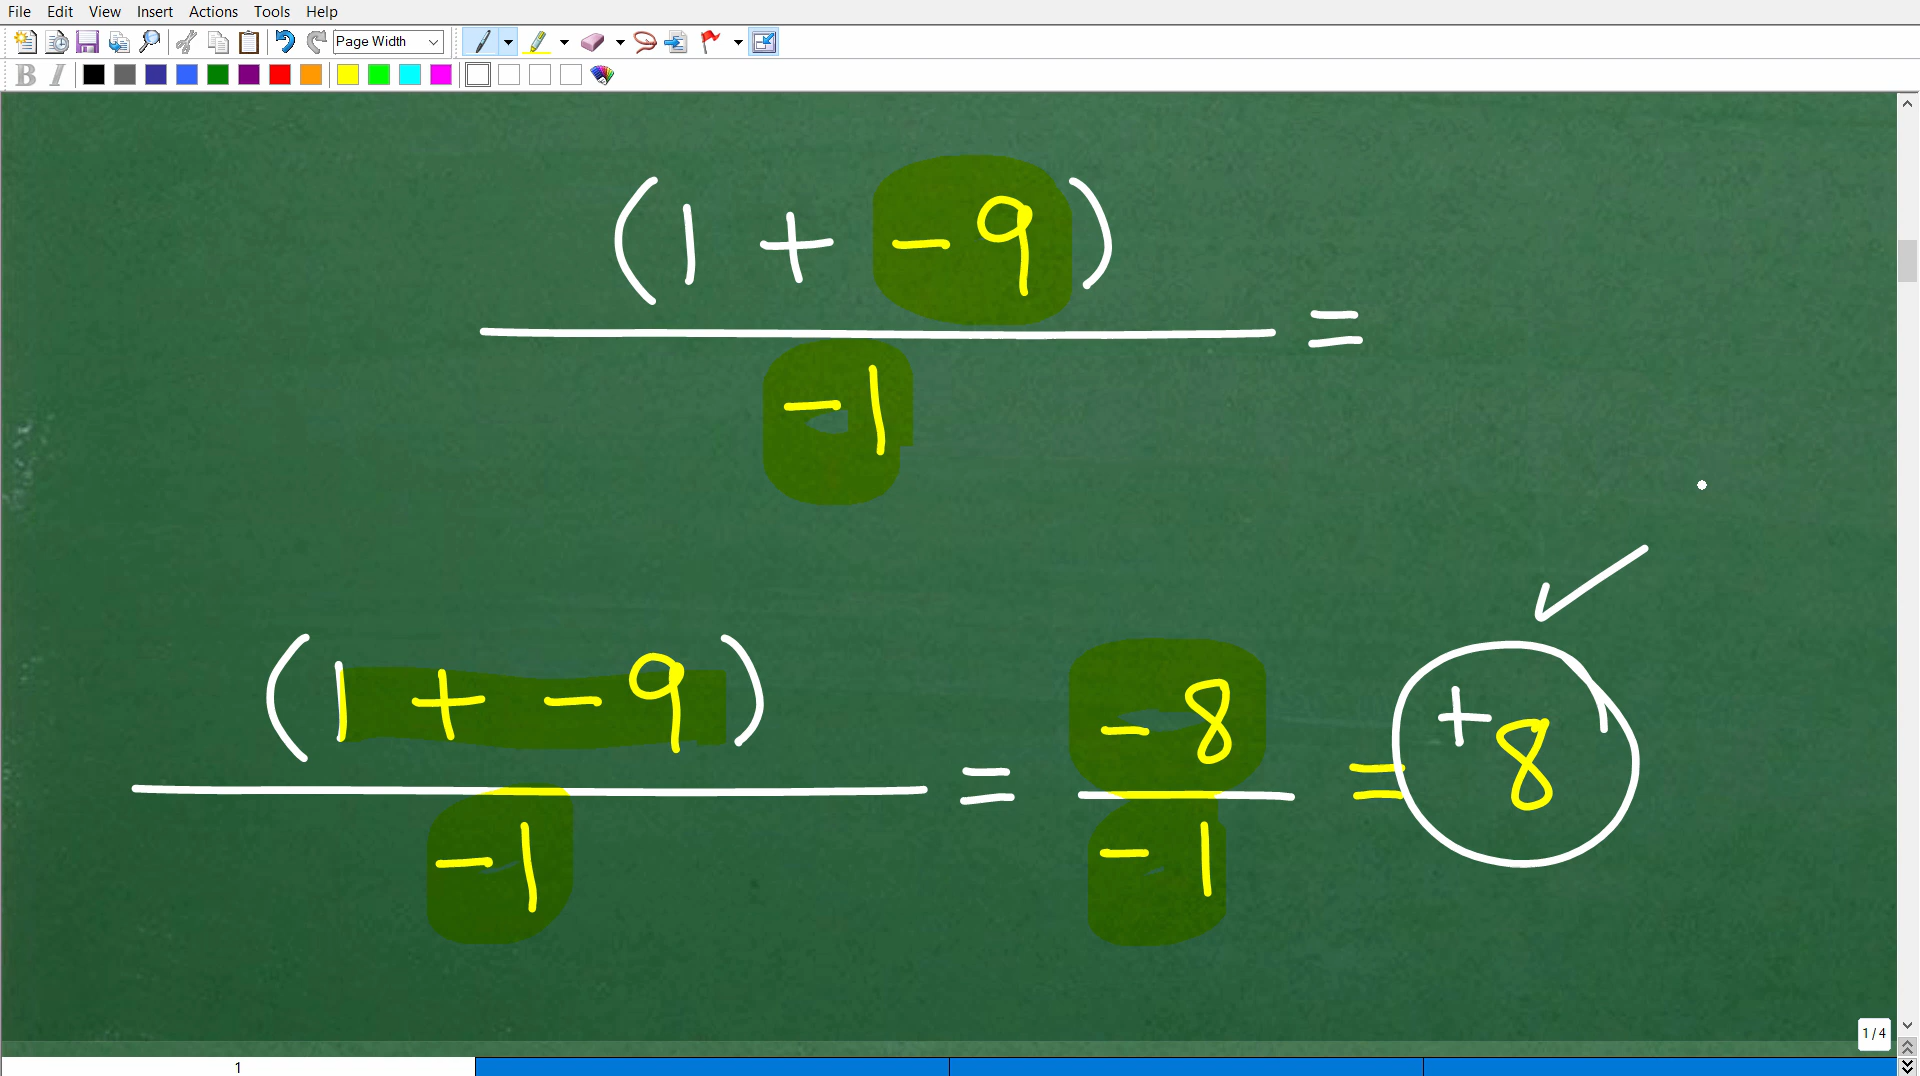 File Edit View Insert Actions Tools Help
Page Width
B I
(1 + -9)
=
-1
(1 + -9) -8
= = +8
-1 -1
1 / 4
1